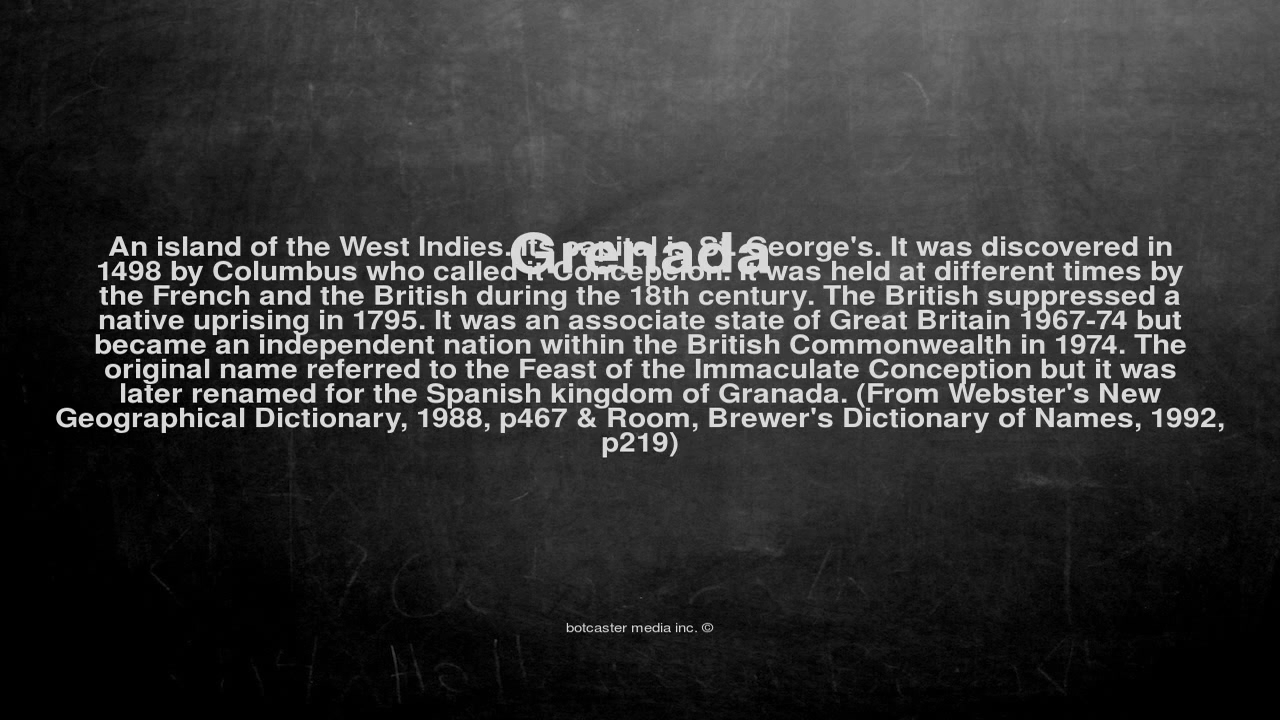 Grenada
An island of the West Indies. Its capital is St. George's. It was discovered in
1498 by Columbus who called it Concepcion. It was held at different times by
the French and the British during the 18th century. The British suppressed a
native uprising in 1795. It was an associate state of Great Britain 1967-74 but
became an independent nation within the British Commonwealth in 1974. The
original name referred to the Feast of the Immaculate Conception but it was
later renamed for the Spanish kingdom of Granada. (From Webster's New
Geographical Dictionary, 1988, p467 & Room, Brewer's Dictionary of Names, 1992,
p219)
botcaster media inc. ©